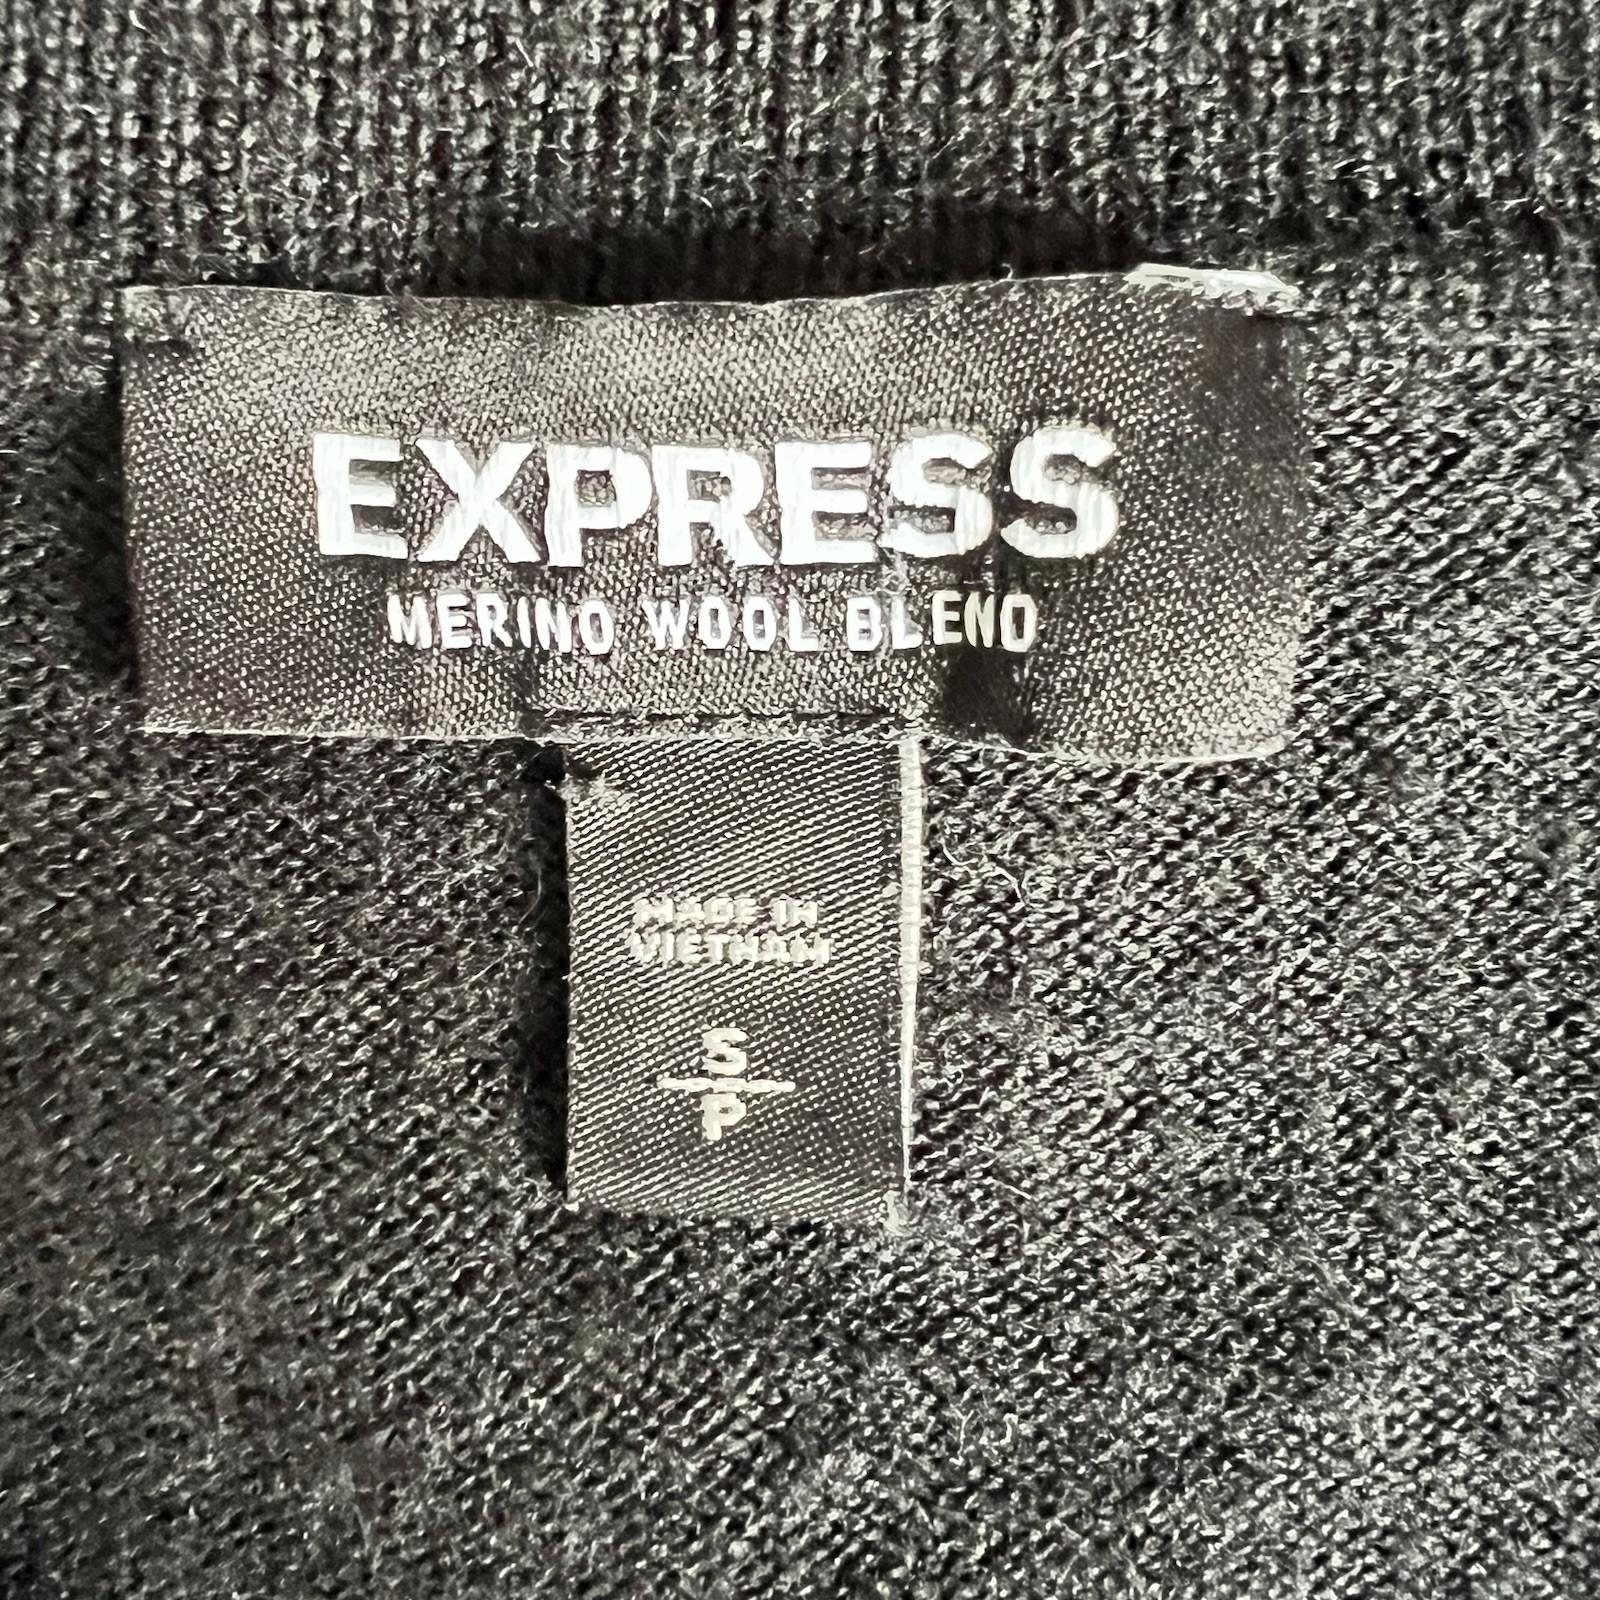 EXPRESS
MERINO WOOL BLEND
MADE IN
VIETNAM
S
P